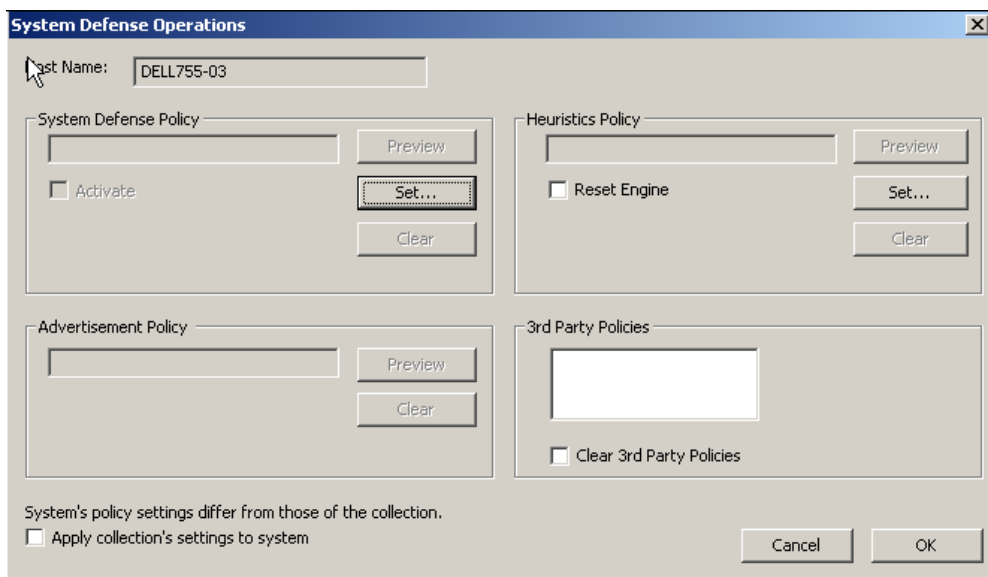 System Defense Operations
Host Name: DELL755-03
System Defense Policy
Preview
Activate
Set...
Clear
Heuristics Policy
Preview
Reset Engine
Set...
Clear
Advertisement Policy
Preview
Clear
3rd Party Policies
Clear 3rd Party Policies
System's policy settings differ from those of the collection.
Apply collection's settings to system
Cancel
OK